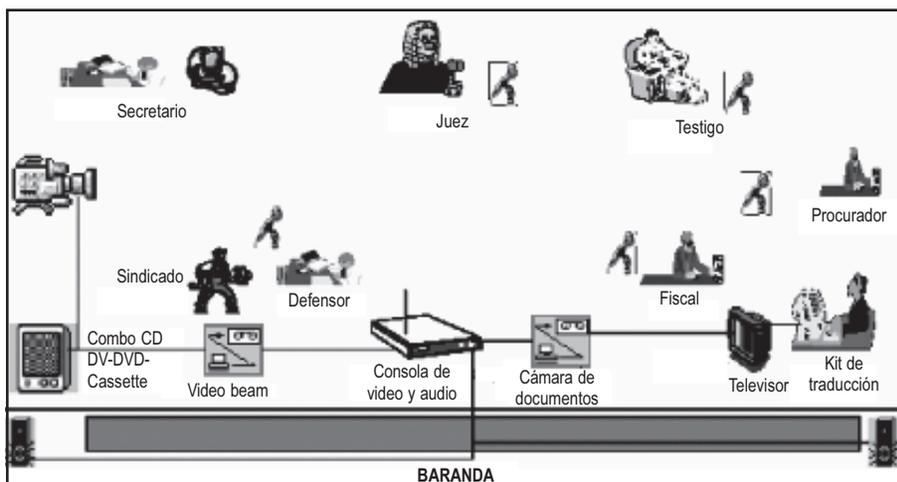 Secretario
Juez
Testigo
Procurador
Sindicado
Defensor
Fiscal
Combo CD
DV-DVD-
Cassette
Video beam
Consola de
video y audio
Cámara de
documentos
Televisor
Kit de
traducción
BARANDA